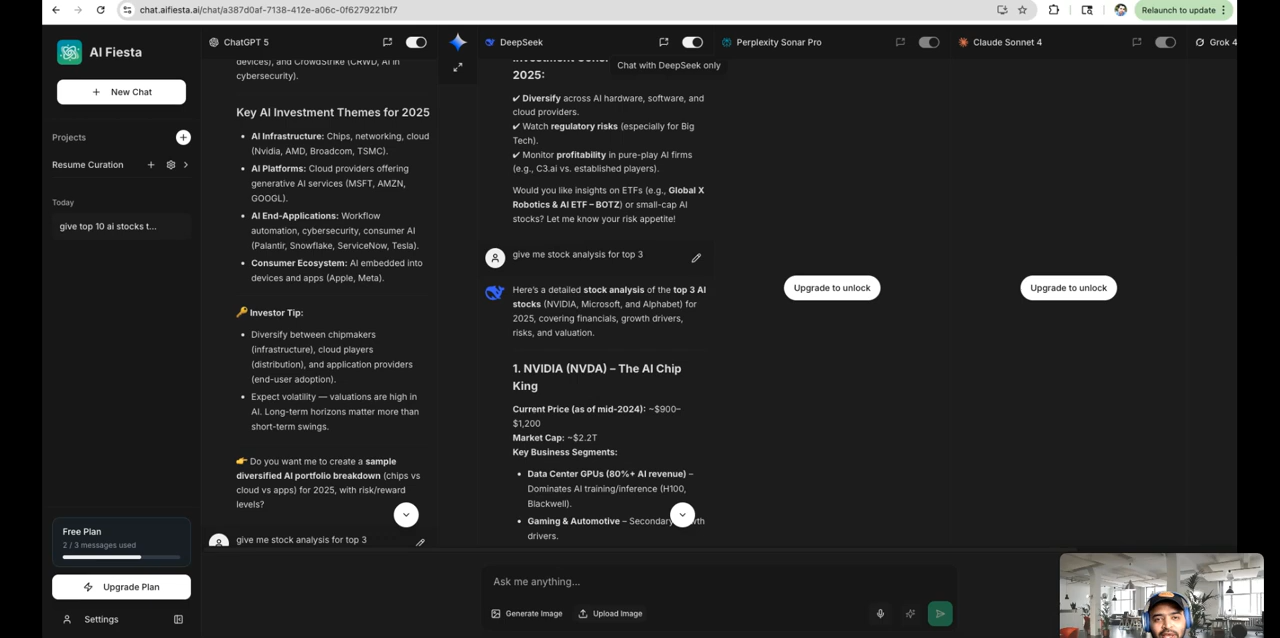 chat.aifiesta.ai/chat/a387d0af-7138-412e-a06c-0f6279221bf7
Relaunch to update
AI Fiesta
New Chat
Projects
Resume Curation
Today
give top 10 ai stocks t...
Free Plan
2 / 3 messages used
Upgrade Plan
Settings
ChatGPT 5
devices), and CrowdStrike (CRWD, AI in
cybersecurity).
Key AI Investment Themes for 2025
• AI Infrastructure: Chips, networking, cloud
(Nvidia, AMD, Broadcom, TSMC).
• AI Platforms: Cloud providers offering
generative AI services (MSFT, AMZN,
GOOGL).
• AI End-Applications: Workflow
automation, cybersecurity, consumer AI
(Palantir, Snowflake, ServiceNow, Tesla).
• Consumer Ecosystem: AI embedded into
devices and apps (Apple, Meta).
🔑 Investor Tip:
• Diversify between chipmakers
(infrastructure), cloud players
(distribution), and application providers
(end-user adoption).
• Expect volatility — valuations are high in
AI. Long-term horizons matter more than
short-term swings.
👉 Do you want me to create a sample
diversified AI portfolio breakdown (chips vs
cloud vs apps) for 2025, with risk/reward
levels?
give me stock analysis for top 3
DeepSeek
Chat with DeepSeek only
2025:
✔ Diversify across AI hardware, software, and
cloud providers.
✔ Watch regulatory risks (especially for Big
Tech).
✔ Monitor profitability in pure-play AI firms
(e.g., C3.ai vs. established players).
Would you like insights on ETFs (e.g., Global X
Robotics & AI ETF – BOTZ) or small-cap AI
stocks? Let me know your risk appetite!
give me stock analysis for top 3
Here's a detailed stock analysis of the top 3 AI
stocks (NVIDIA, Microsoft, and Alphabet) for
2025, covering financials, growth drivers,
risks, and valuation.
1. NVIDIA (NVDA) – The AI Chip
King
Current Price (as of mid-2024): ~$900–
$1,200
Market Cap: ~$2.2T
Key Business Segments:
• Data Center GPUs (80%+ AI revenue) –
Dominates AI training/inference (H100,
Blackwell).
• Gaming & Automotive –
drivers.
Perplexity Sonar Pro
Upgrade to unlock
Claude Sonnet 4
Upgrade to unlock
Grok 4
Ask me anything...
Generate Image
Upload Image